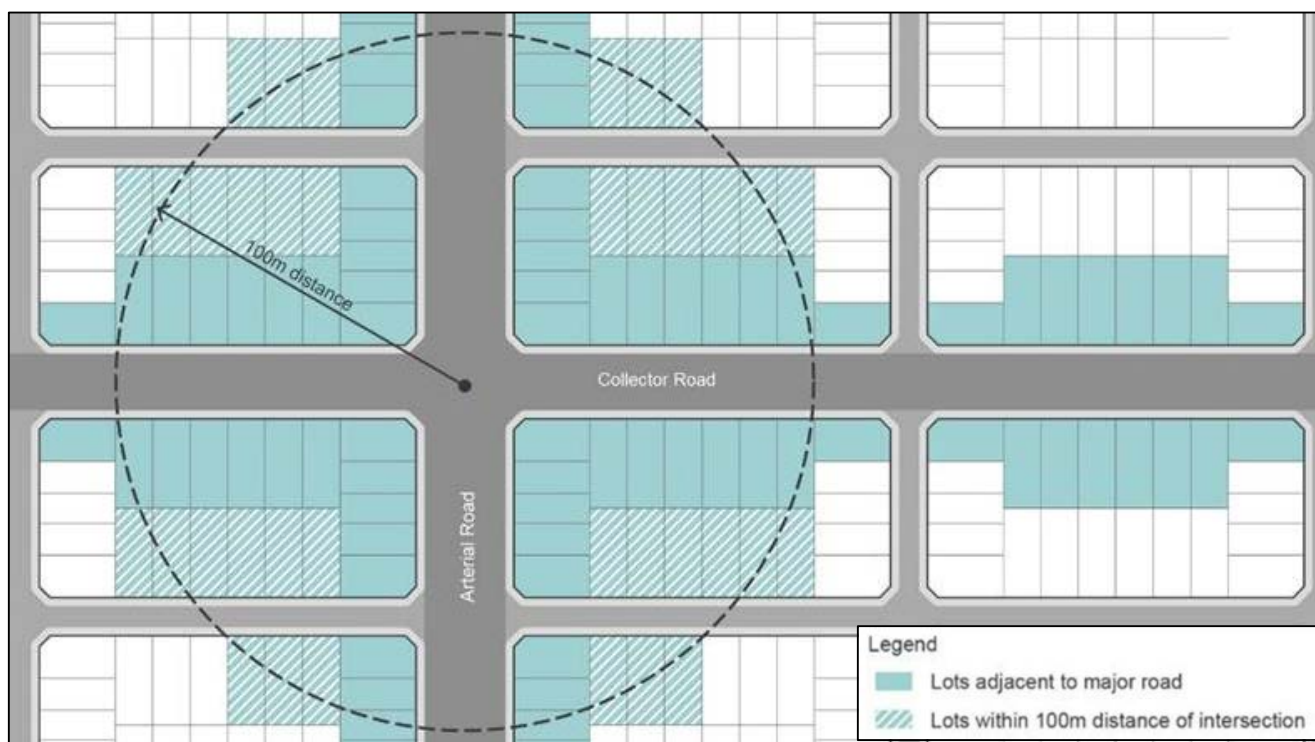 100m distance
Collector Road
Arterial Road
Legend
Lots adjacent to major road
Lots within 100m distance of intersection